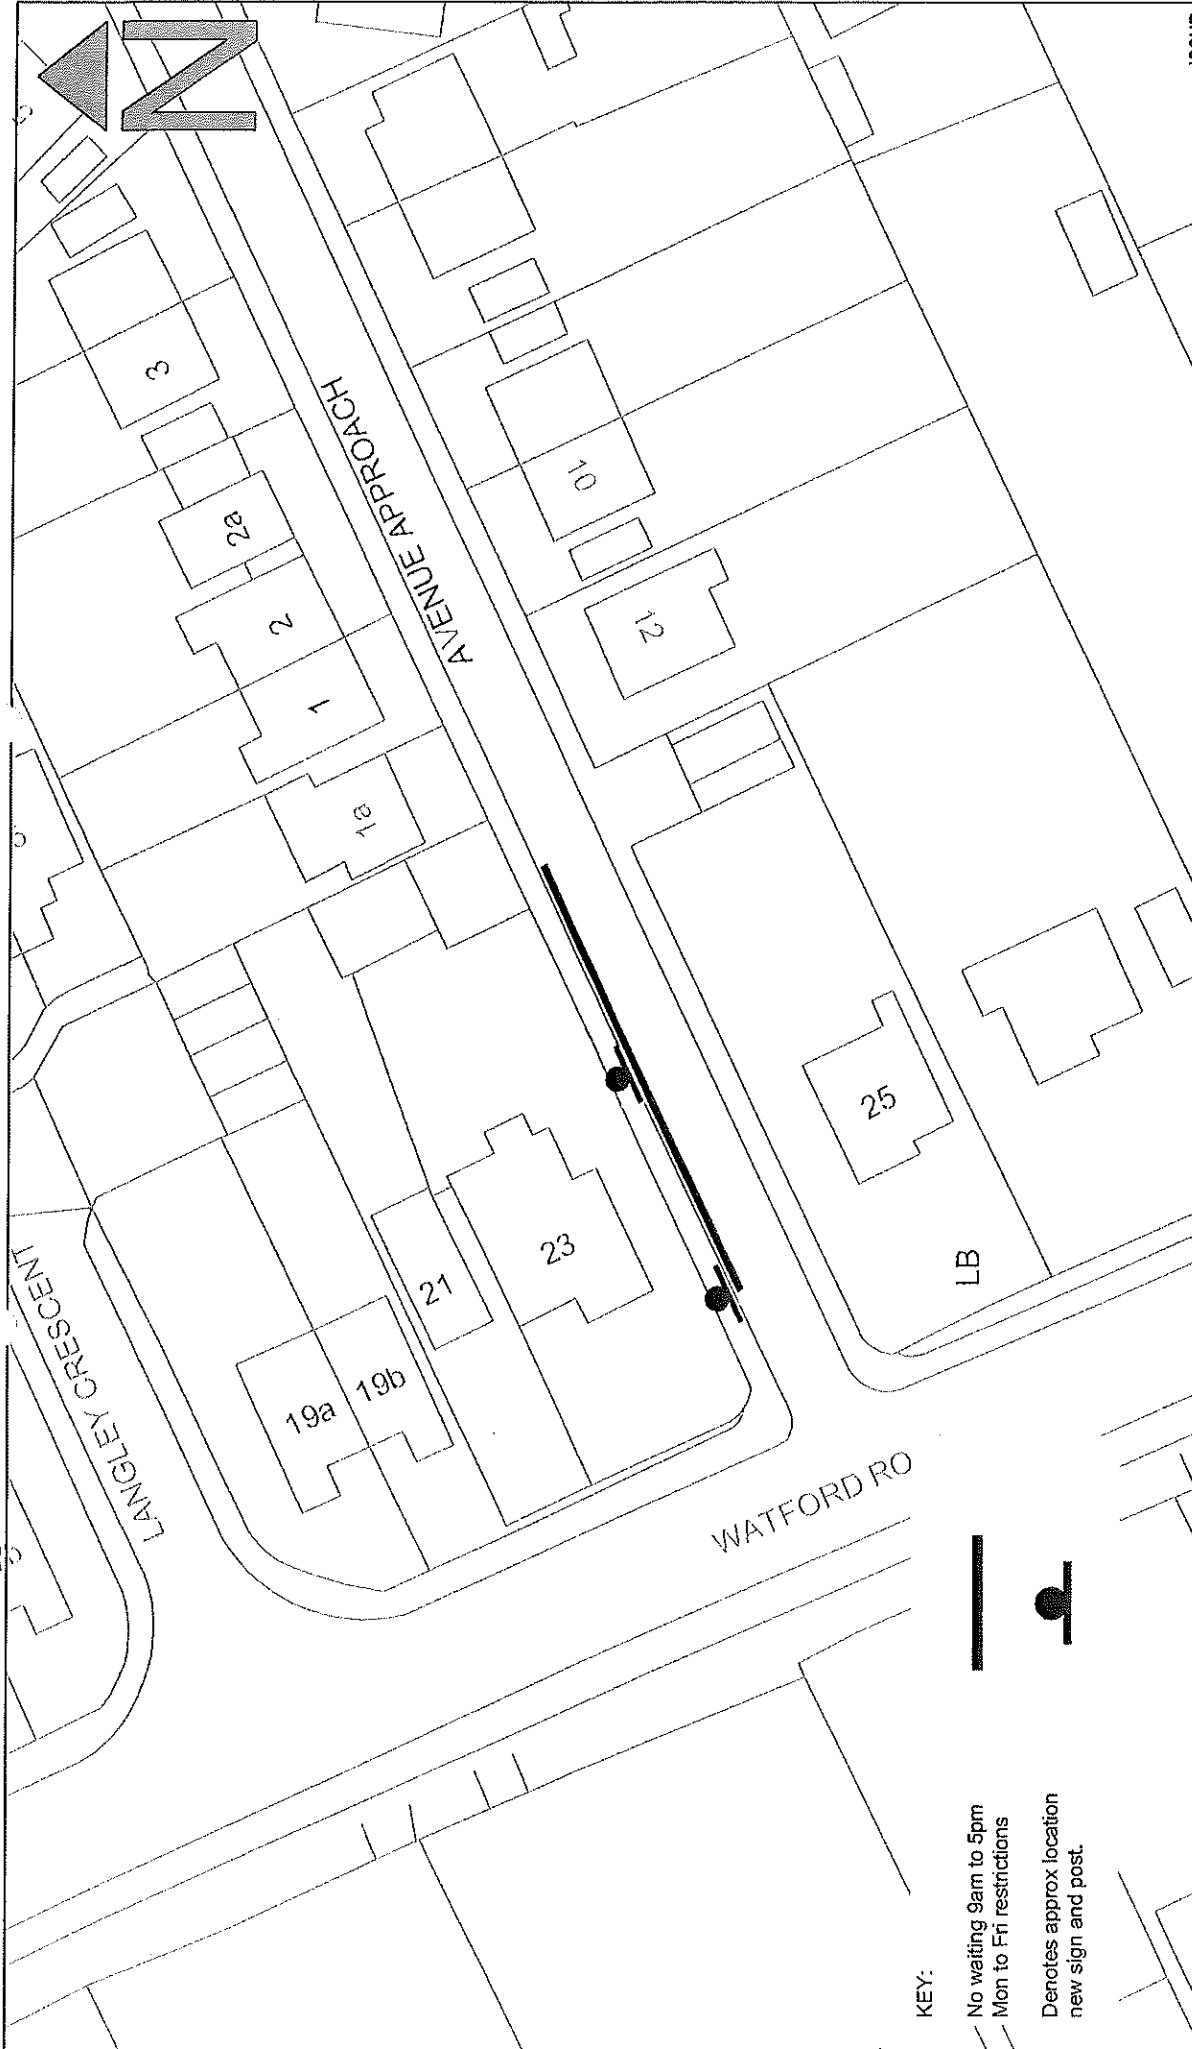 N
3
2a
2
1
1a
AVENUE APPROACH
10
12
LANGLEY CRESCENT
19a
19b
21
23
25
LB
WATFORD RO
KEY:
No waiting 9am to 5pm
Mon to Fri restrictions
Denotes approx location
new sign and post.